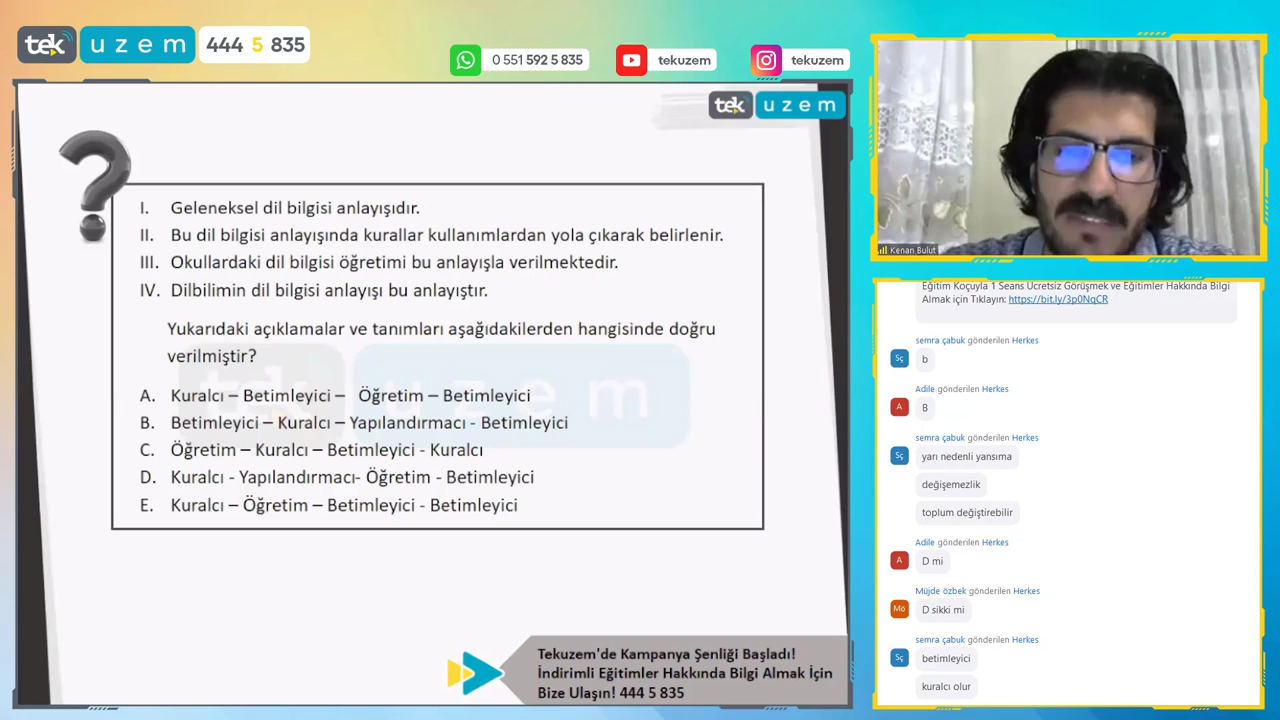 tek uzem 444 5 835
0 551 592 5 835
tekuzem
tekuzem
tek uzem
I. Geleneksel dil bilgisi anlayışıdır.
II. Bu dil bilgisi anlayışında kurallar kullanımlardan yola çıkarak belirlenir.
III. Okullardaki dil bilgisi öğretimi bu anlayışla verilmektedir.
IV. Dilbilimin dil bilgisi anlayışı bu anlayıştır.
Yukarıdaki açıklamalar ve tanımları aşağıdakilerden hangisinde doğru
verilmiştir?
A. Kuralcı – Betimleyici – Öğretim – Betimleyici
B. Betimleyici – Kuralcı – Yapılandırmacı - Betimleyici
C. Öğretim – Kuralcı – Betimleyici - Kuralcı
D. Kuralcı - Yapılandırmacı- Öğretim - Betimleyici
E. Kuralcı – Öğretim – Betimleyici - Betimleyici
tek uzem
Tekuzem'de Kampanya Şenliği Başladı!
İndirimli Eğitimler Hakkında Bilgi Almak İçin
Bize Ulaşın! 444 5 835
Kenan Bulut
Eğitim Koçuyla 1 Seans Ücretsiz Görüşmek ve Eğitimler Hakkında Bilgi
Almak için Tıklayın: https://bit.ly/3p0NqCR
semra çabuk gönderilen Herkes
Sç b
Adile gönderilen Herkes
A B
semra çabuk gönderilen Herkes
Sç yarı nedenli yansıma
değişemezlik
toplum değiştirebilir
Adile gönderilen Herkes
A D mi
Müjde özbek gönderilen Herkes
Mö D sikki mi
semra çabuk gönderilen Herkes
Sç betimleyici
kuralcı olur